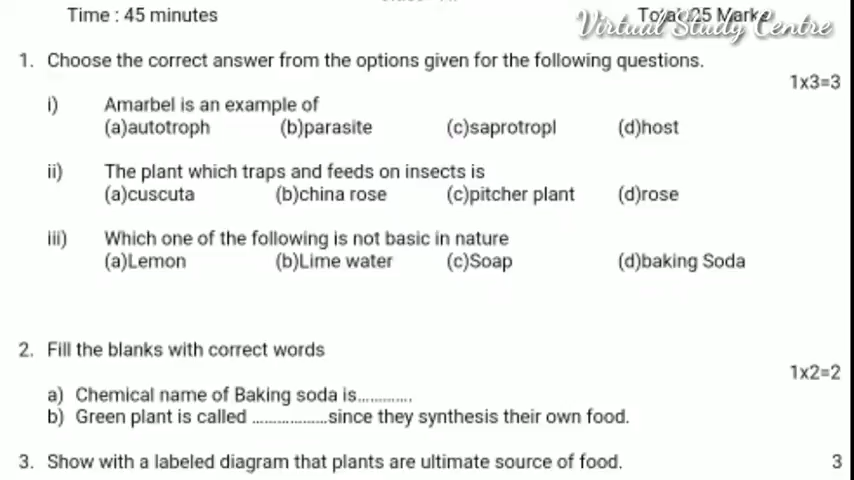 Time : 45 minutes
Total 25 Marks
Virtual Study Centre
1. Choose the correct answer from the options given for the following questions.
1x3=3
i) Amarbel is an example of
(a)autotroph (b)parasite (c)saprotropl (d)host
ii) The plant which traps and feeds on insects is
(a)cuscuta (b)china rose (c)pitcher plant (d)rose
iii) Which one of the following is not basic in nature
(a)Lemon (b)Lime water (c)Soap (d)baking Soda
2. Fill the blanks with correct words
1x2=2
a) Chemical name of Baking soda is.............
b) Green plant is called ..................since they synthesis their own food.
3. Show with a labeled diagram that plants are ultimate source of food. 3